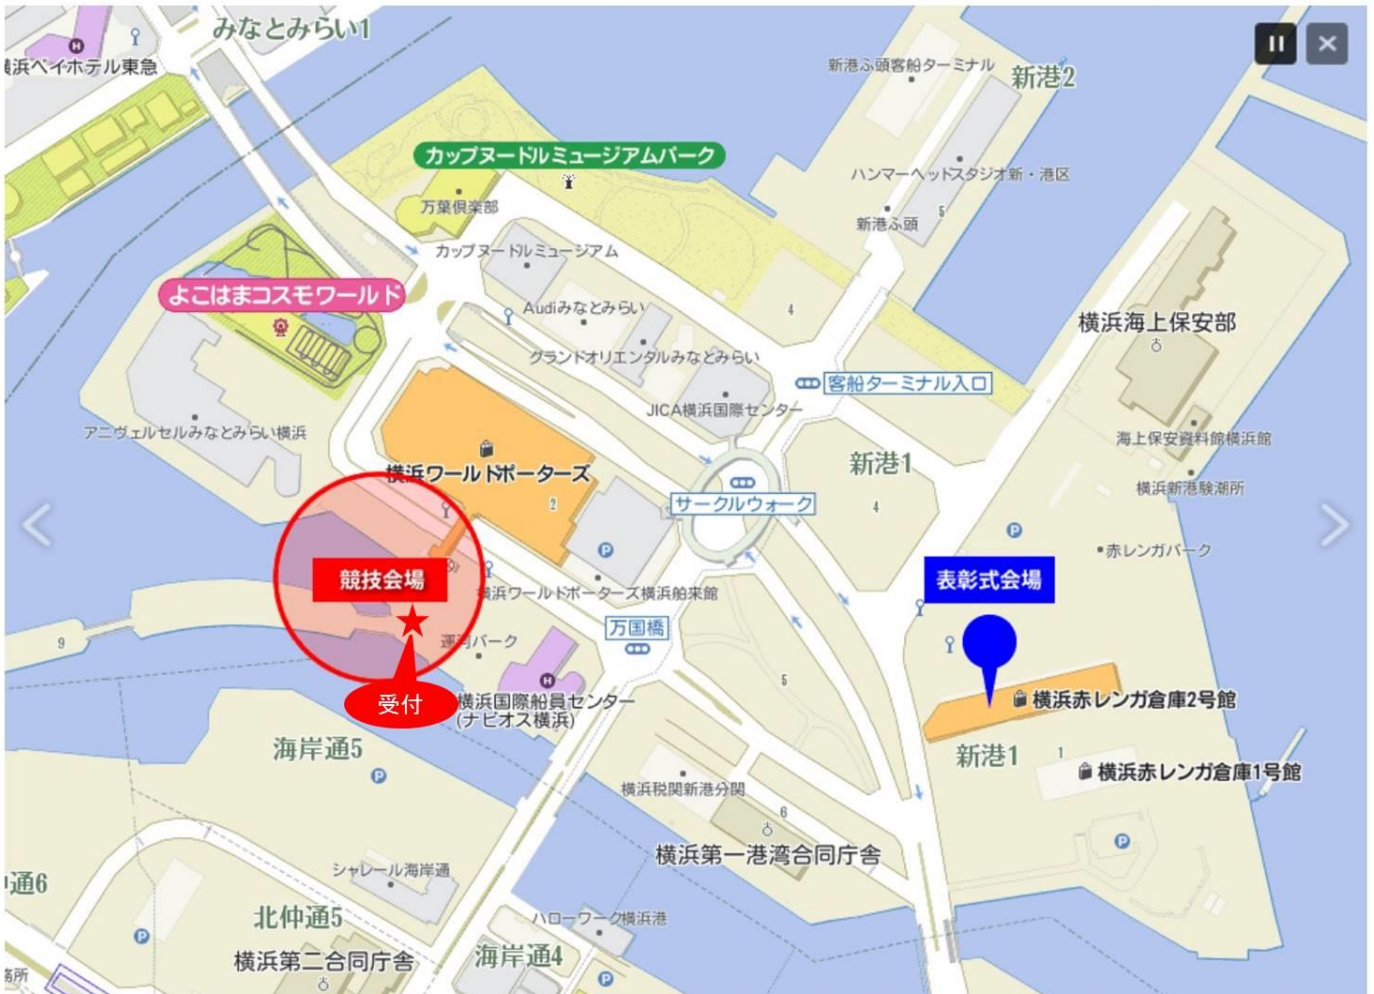 みなとみらい1
横浜ベイホテル東急
新港ふ頭客船ターミナル
新港2
カップヌードルミュージアムパーク
ハンマーヘッドスタジオ新・港区
万葉倶楽部
新港ふ頭
5
カップヌードルミュージアム
よこはまコスモワールド
Audiみなとみらい
4
横浜海上保安部
グランドオリエンタルみなとみらい
客船ターミナル入口
JICA横浜国際センター
アニヴェルセルみなとみらい横浜
海上保安資料館横浜館
横浜ワールドポーターズ
新港1
横浜新港験潮所
2
サークルウォーク
4
P
P
赤レンガパーク
競技会場
表彰式会場
横浜ワールドポーターズ横浜船来館
万国橋
9
運河パーク
5
受付
横浜国際船員センター
(ナビオス横浜)
横浜赤レンガ倉庫2号館
海岸通5
新港1
1
横浜赤レンガ倉庫1号館
P
横浜税関新港分関
6
P
横浜第一港湾合同庁舎
シャレール海岸通
通6
北仲通5
ハローワーク横浜港
P
横浜第二合同庁舎
海岸通4
務所
P